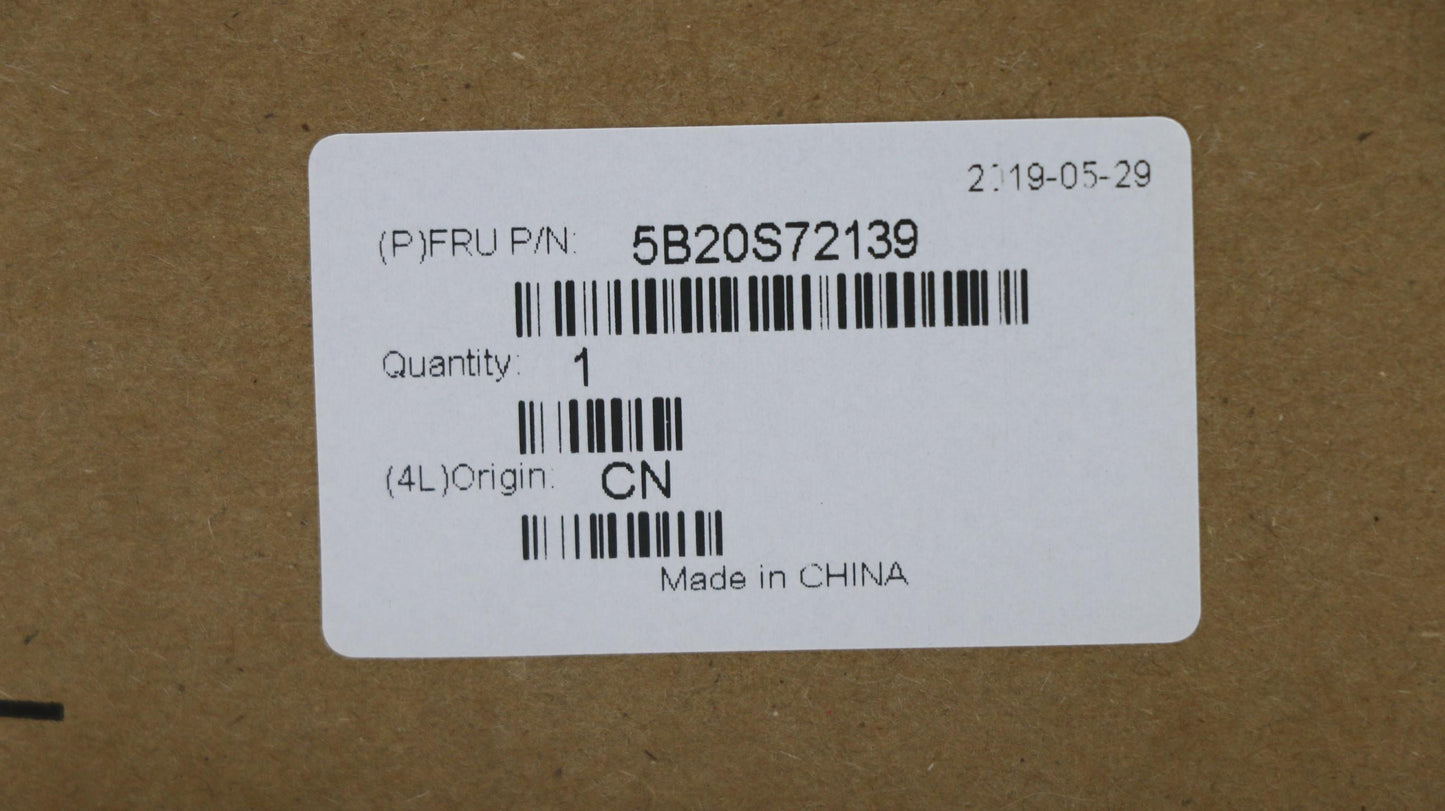 2019-05-29
(P)FRU P/N: 5B20S72139
Quantity: 1
(4L)Origin: CN
Made in CHINA